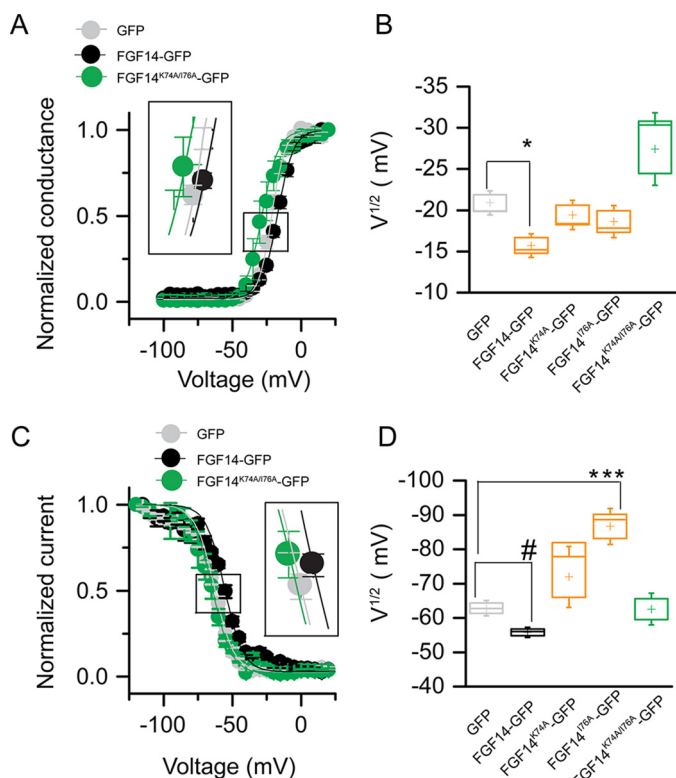 A
GFP
FGF14-GFP
FGF14K74A/I76A-GFP
Normalized conductance
1.0
0.5
0.0
-100
-50
0
Voltage (mV)
B
V1/2 ( mV)
-35
-30
-25
-20
-15
-10
*
GFP
FGF14-GFP
FGF14K74A-GFP
FGF14I76A-GFP
FGF14K74A/I76A-GFP
C
GFP
FGF14-GFP
FGF14K74A/I76A-GFP
Normalized current
1.0
0.5
0.0
-100
-50
0
Voltage (mV)
D
V1/2 ( mV)
-100
-90
-80
-70
-60
-50
-40
***
#
GFP
FGF14-GFP
FGF14K74A-GFP
FGF14I76A-GFP
FGF14K74A/I76A-GFP